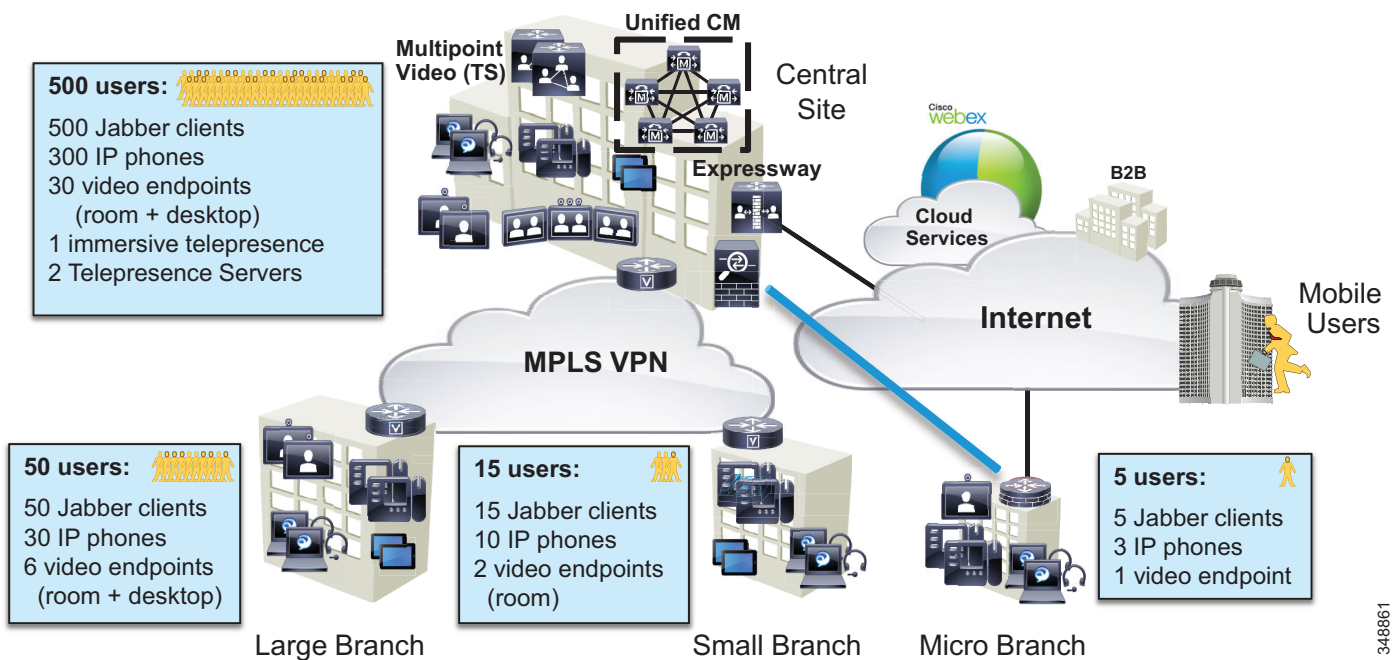 Unified CM
Multipoint
Video (TS)
Central
Site
500 users:
500 Jabber clients
300 IP phones
30 video endpoints
(room + desktop)
1 immersive telepresence
2 Telepresence Servers
M
M
M
M
M
Expressway
Cisco
webex
Cloud
Services
B2B
Internet
Mobile
Users
V
MPLS VPN
V
V
50 users:
50 Jabber clients
30 IP phones
6 video endpoints
(room + desktop)
15 users:
15 Jabber clients
10 IP phones
2 video endpoints
(room)
5 users:
5 Jabber clients
3 IP phones
1 video endpoint
Large Branch
Small Branch
Micro Branch
348861